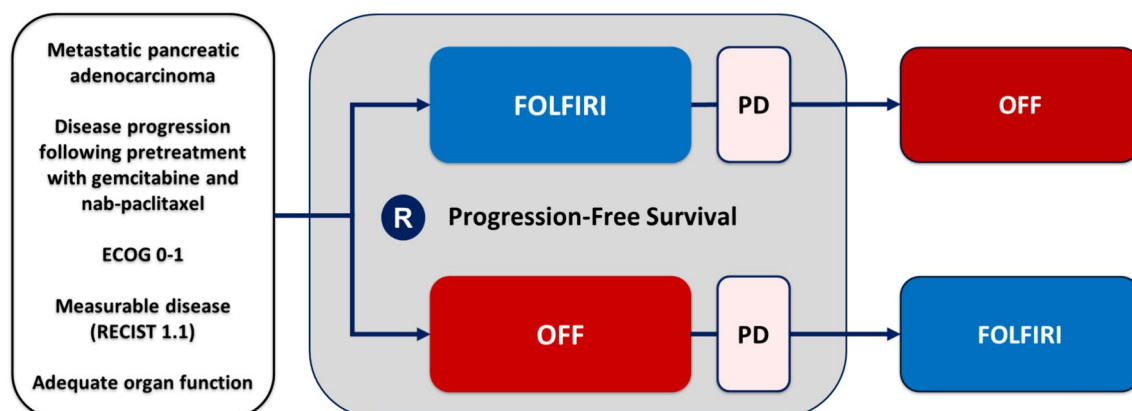 Metastatic pancreatic
adenocarcinoma
Disease progression
following pretreatment
with gemcitabine and
nab-paclitaxel
ECOG 0-1
Measurable disease
(RECIST 1.1)
Adequate organ function
FOLFIRI
PD
OFF
R
Progression-Free Survival
OFF
PD
FOLFIRI